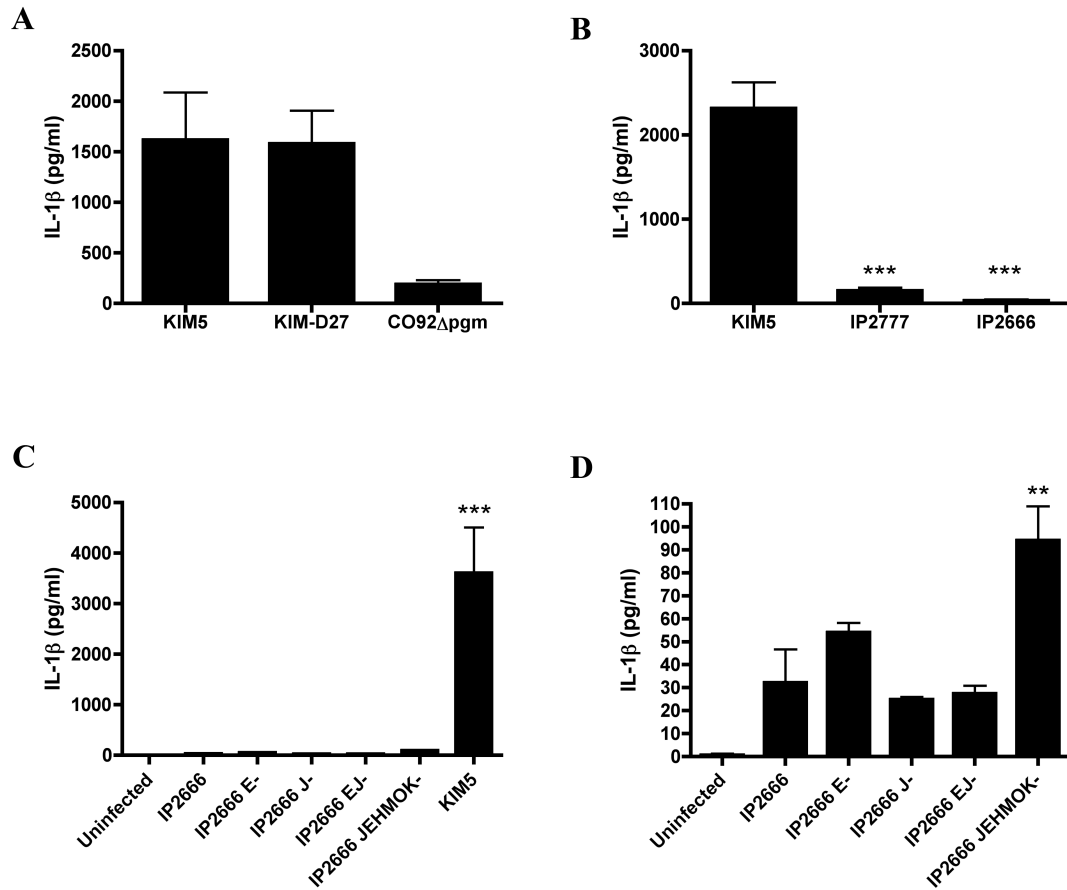 A
IL-1β (pg/ml)
2500
2000
1500
1000
500
0
KIM5 KIM-D27 CO92Δpgm
B
IL-1β (pg/ml)
3000
2000
1000
0
*** ***
KIM5 IP2777 IP2666
C
IL-1β (pg/ml)
5000
4000
3000
2000
1000
0
***
Uninfected
IP2666
IP2666 E-
IP2666 J-
IP2666 EJ-
IP2666 JEHMOK-
KIM5
D
IL-1β (pg/ml)
110
100
90
80
70
60
50
40
30
20
10
0
**
Uninfected
IP2666
IP2666 E-
IP2666 J-
IP2666 EJ-
IP2666 JEHMOK-